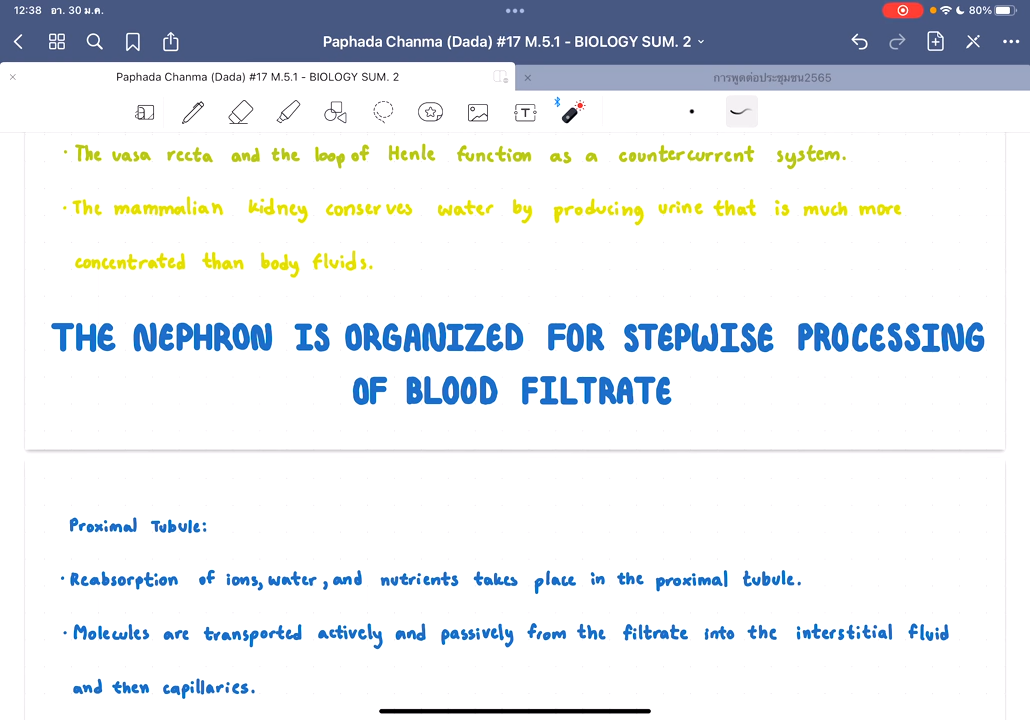 12:38 อา. 30 ม.ค.
80%
Paphada Chanma (Dada) #17 M.5.1 - BIOLOGY SUM. 2
Paphada Chanma (Dada) #17 M.5.1 - BIOLOGY SUM. 2
การพูดต่อประชุมชน2565
T
· The vasa recta and the loop of Henle function as a countercurrent system.
· The mammalian kidney conserves water by producing urine that is much more
concentrated than body fluids.
THE NEPHRON IS ORGANIZED FOR STEPWISE PROCESSING
OF BLOOD FILTRATE
Proximal Tubule:
· Reabsorption of ions, water, and nutrients takes place in the proximal tubule.
· Molecules are transported actively and passively from the filtrate into the interstitial fluid
and then capillaries.